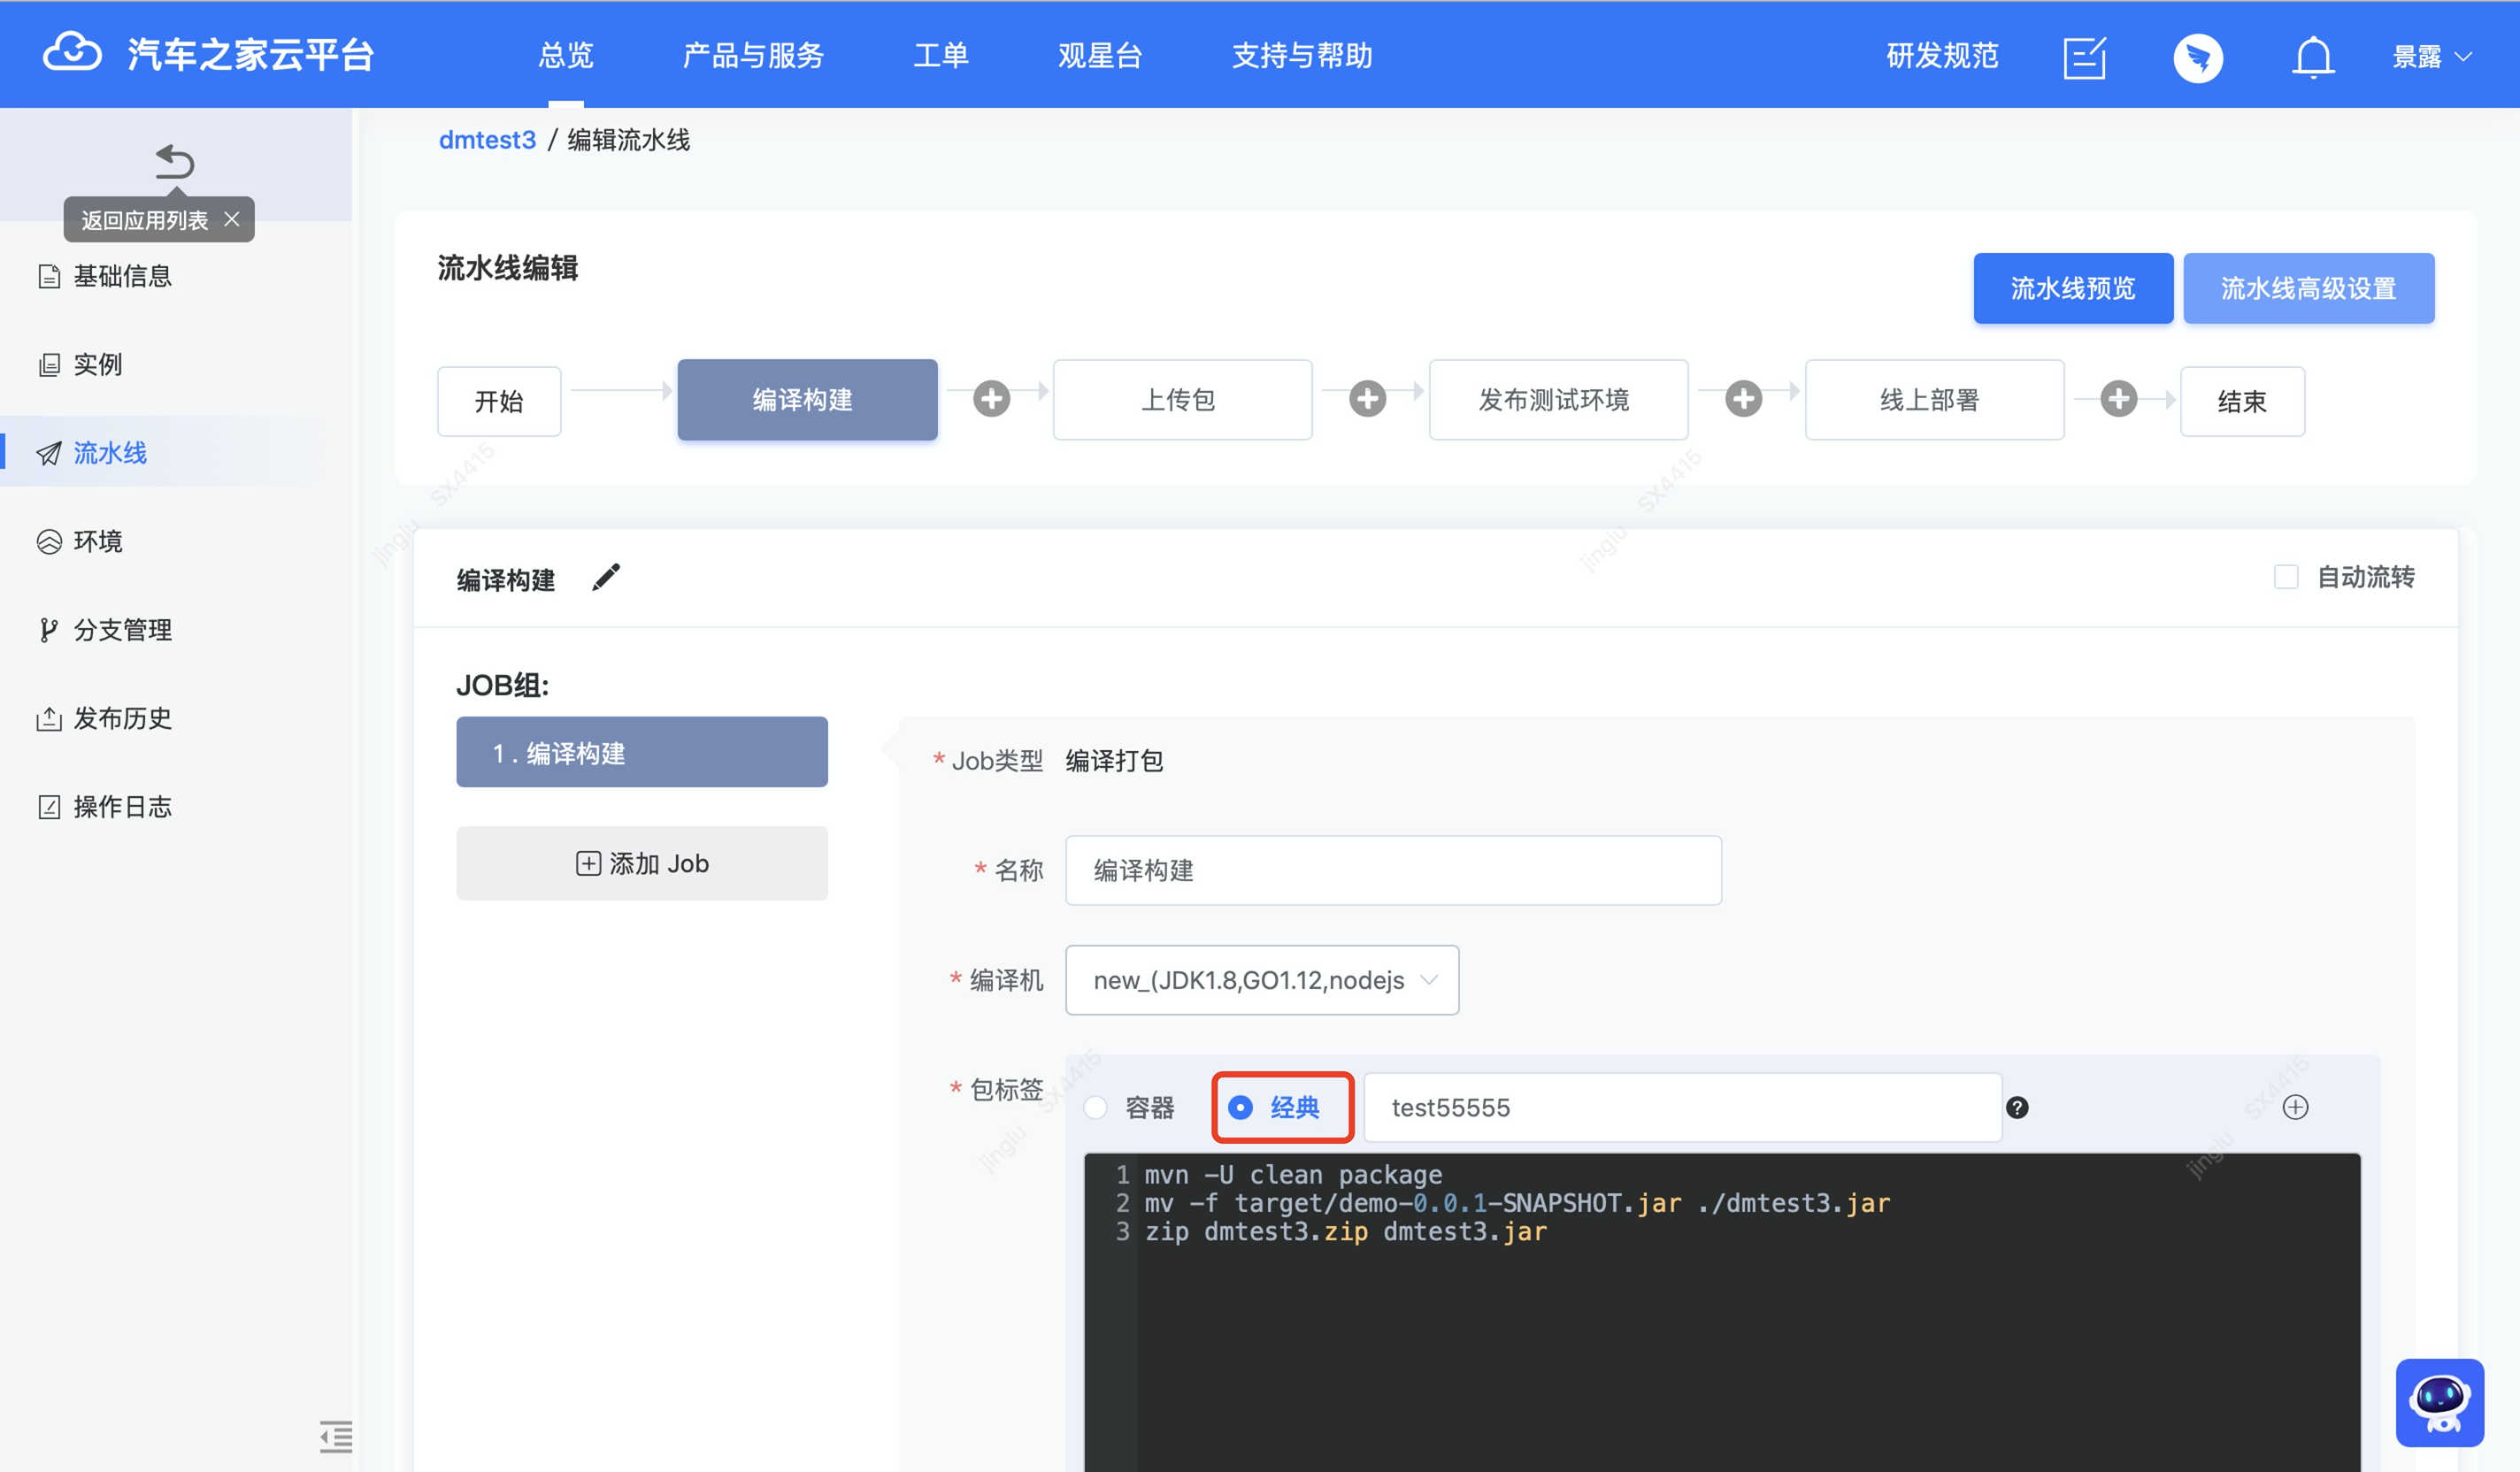 汽车之家云平台
总览
产品与服务
工单
观星台
支持与帮助
研发规范
景露
dmtest3 / 编辑流水线
返回应用列表
基础信息
实例
流水线
环境
分支管理
发布历史
操作日志
流水线编辑
流水线预览
流水线高级设置
开始
编译构建
上传包
发布测试环境
线上部署
结束
编译构建
自动流转
JOB组:
1 . 编译构建
添加 Job
* Job类型 编译打包
* 名称 编译构建
* 编译机 new_(JDK1.8,GO1.12,nodejs
* 包标签
容器
经典
test55555
1 mvn -U clean package
2 mv -f target/demo-0.0.1-SNAPSHOT.jar ./dmtest3.jar
3 zip dmtest3.zip dmtest3.jar
jinglu SX4415
jinglu SX4415
jinglu SX4415
jinglu SX4415